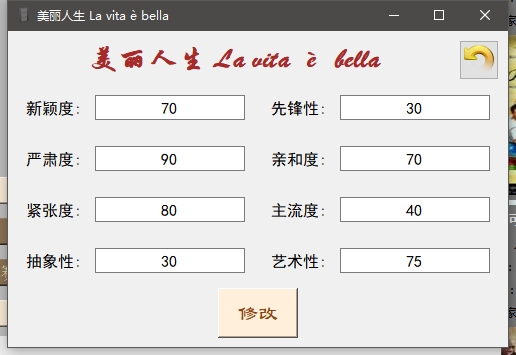 美丽人生 La vita è bella
美丽人生 La vita è bella
新颖度: 70 先锋性: 30
严肃度: 90 亲和度: 70
紧张度: 80 主流度: 40
抽象性: 30 艺术性: 75
修改